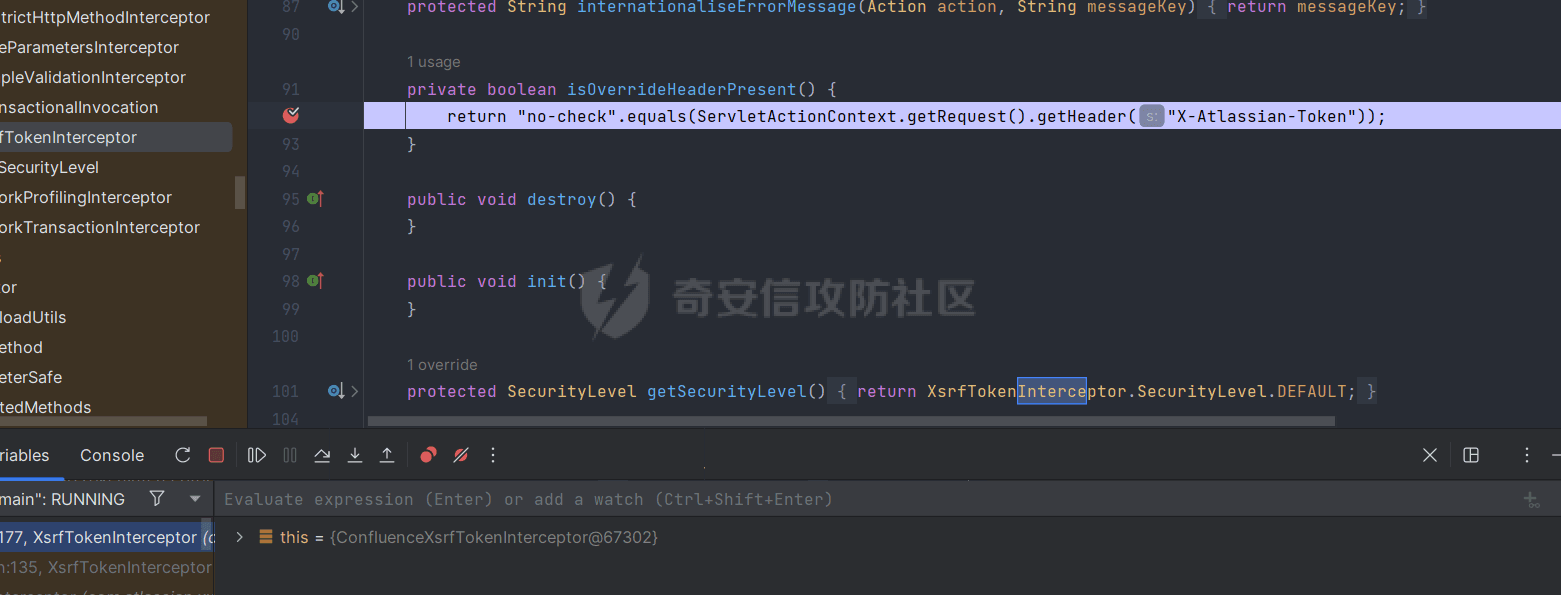 trictHttpMethodInterceptor
eParametersInterceptor
pleValidationInterceptor
nsactionalInvocation
fTokenInterceptor
SecurityLevel
orkProfilingInterceptor
orkTransactionInterceptor
s
or
loadUtils
ethod
eterSafe
tedMethods
87 protected String internationaliseErrorMessage(Action action, String messageKey) { return messageKey; }
90
1 usage
91 private boolean isOverrideHeaderPresent() {
return "no-check".equals(ServletActionContext.getRequest().getHeader( s: "X-Atlassian-Token"));
93 }
94
95 public void destroy() {
96 }
97
98 public void init() {
99 }
100
1 override
101 protected SecurityLevel getSecurityLevel() { return XsrfTokenInterceptor.SecurityLevel.DEFAULT; }
104
奇安信攻防社区
riables Console
main": RUNNING
Evaluate expression (Enter) or add a watch (Ctrl+Shift+Enter)
177, XsrfTokenInterceptor (c
this = {ConfluenceXsrfTokenInterceptor@67302}
n:135, XsrfTokenInterceptor